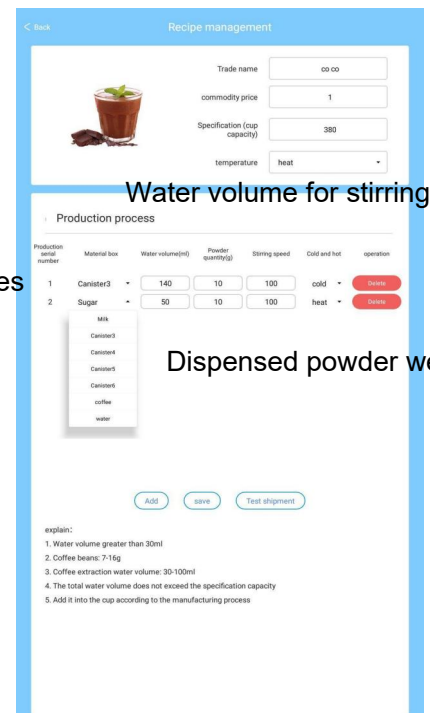 < Back
Recipe management
Trade name
co co
commodity price
1
Specification (cup
capacity)
380
temperature
heat
Water volume for stirring
Production process
Production
serial
number
Material box
Water volume(ml)
Powder
quantity(g)
Stirring speed
Cold and hot
operation
es
1 Canister3 140 10 100 cold Delete
2 Sugar 50 10 100 heat Delete
Milk
Canister3
Canister4
Canister5
Canister6
coffee
water
Dispensed powder we
Add
save
Test shipment
explain:
1. Water volume greater than 30ml
2. Coffee beans: 7-16g
3. Coffee extraction water volume: 30-100ml
4. The total water volume does not exceed the specification capacity
5. Add it into the cup according to the manufacturing process